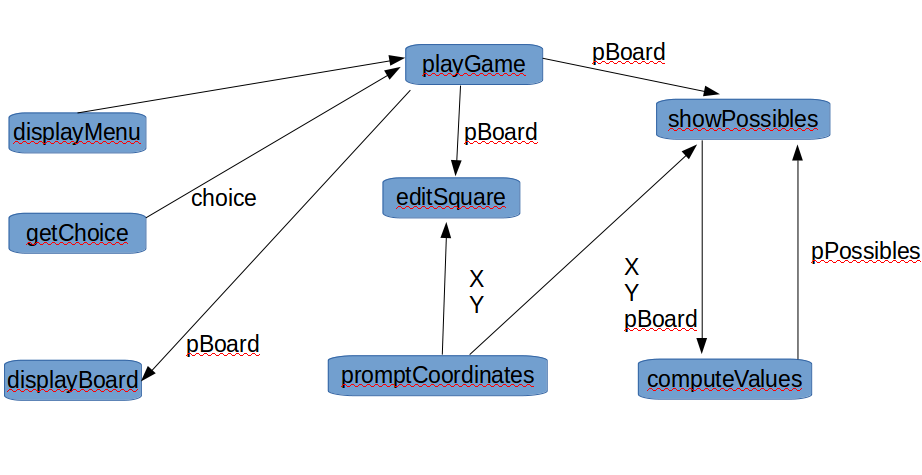 playGame
pBoard
showPossibles
displayMenu
pBoard
editSquare
choice
getChoice
pPossibles
X
Y
X
Y
pBoard
pBoard
displayBoard
promptCoordinates
computeValues